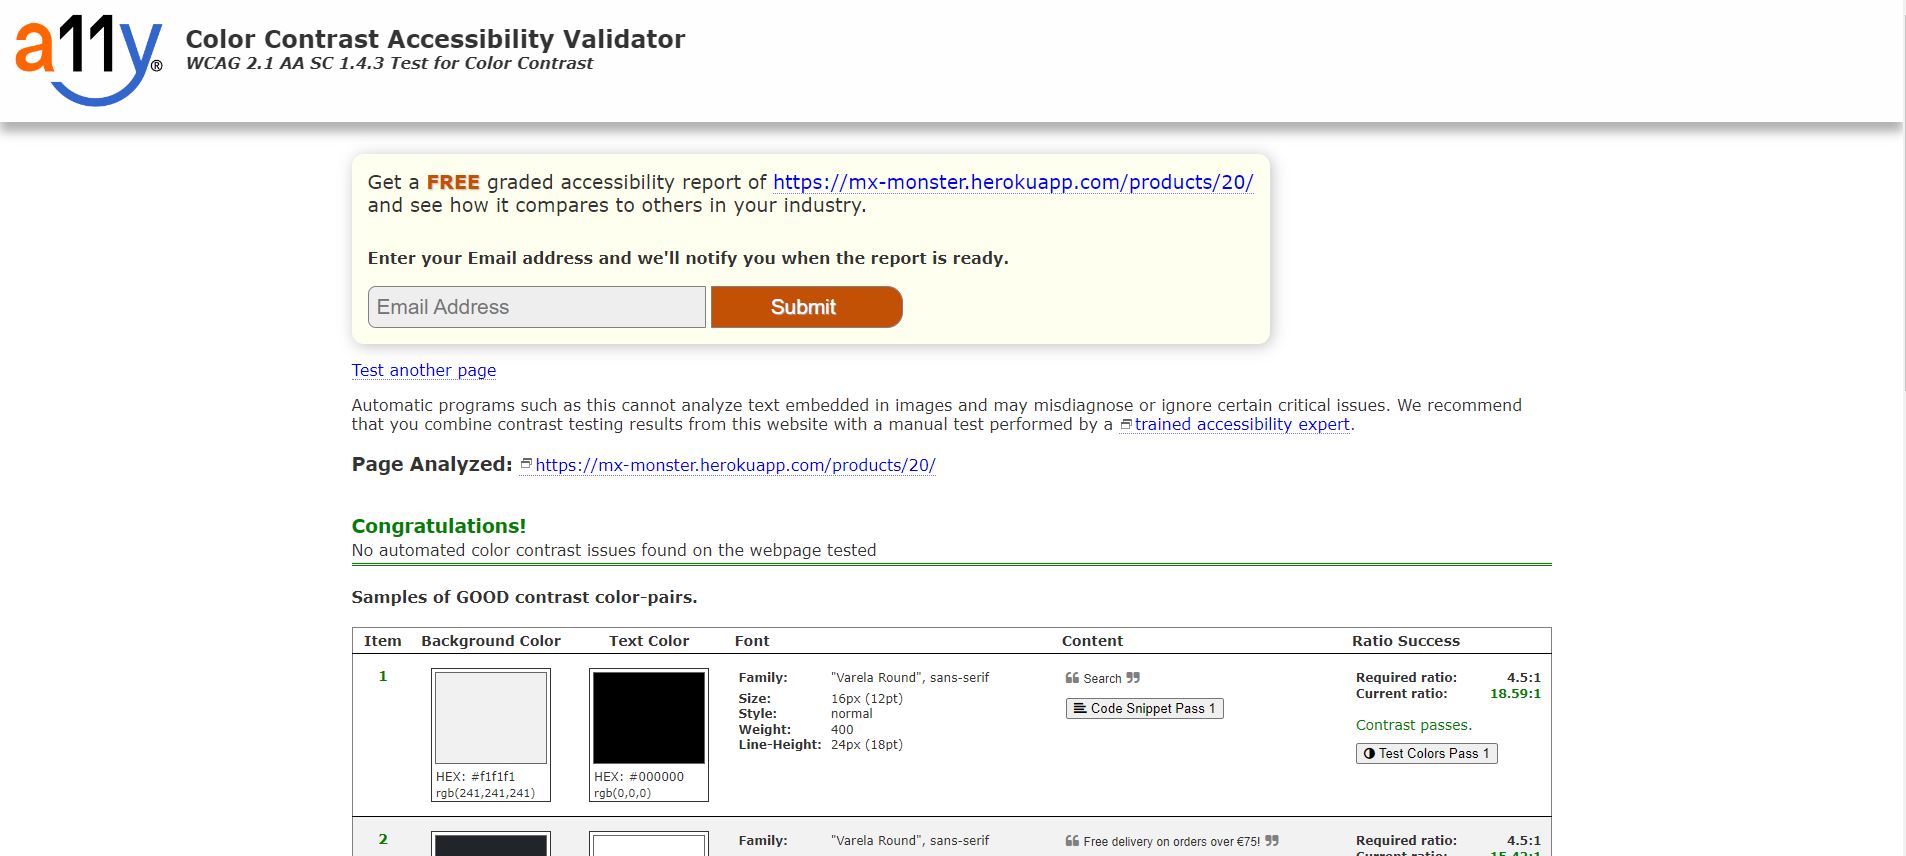 a11y®
Color Contrast Accessibility Validator
WCAG 2.1 AA SC 1.4.3 Test for Color Contrast
Get a FREE graded accessibility report of https://mx-monster.herokuapp.com/products/20/
and see how it compares to others in your industry.
Enter your Email address and we'll notify you when the report is ready.
Email Address
Submit
Test another page
Automatic programs such as this cannot analyze text embedded in images and may misdiagnose or ignore certain critical issues. We recommend
that you combine contrast testing results from this website with a manual test performed by a trained accessibility expert.
Page Analyzed: https://mx-monster.herokuapp.com/products/20/
Congratulations!
No automated color contrast issues found on the webpage tested
Samples of GOOD contrast color-pairs.
Item Background Color Text Color Font Content Ratio Success
1
HEX: #f1f1f1
rgb(241,241,241)
HEX: #000000
rgb(0,0,0)
Family: "Varela Round", sans-serif
Size: 16px (12pt)
Style: normal
Weight: 400
Line-Height: 24px (18pt)
❝ Search ❞
Code Snippet Pass 1
Required ratio: 4.5:1
Current ratio: 18.59:1
Contrast passes.
Test Colors Pass 1
2
Family: "Varela Round", sans-serif
❝ Free delivery on orders over €75! ❞
Required ratio: 4.5:1
Current ratio: 15.43:1